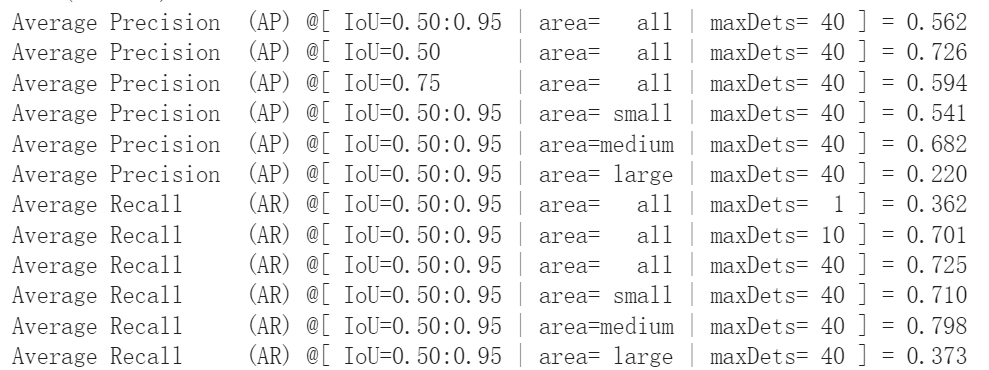 Average Precision  (AP) @[ IoU=0.50:0.95 | area=   all | maxDets= 40 ] = 0.562
Average Precision  (AP) @[ IoU=0.50      | area=   all | maxDets= 40 ] = 0.726
Average Precision  (AP) @[ IoU=0.75      | area=   all | maxDets= 40 ] = 0.594
Average Precision  (AP) @[ IoU=0.50:0.95 | area= small | maxDets= 40 ] = 0.541
Average Precision  (AP) @[ IoU=0.50:0.95 | area=medium | maxDets= 40 ] = 0.682
Average Precision  (AP) @[ IoU=0.50:0.95 | area= large | maxDets= 40 ] = 0.220
Average Recall     (AR) @[ IoU=0.50:0.95 | area=   all | maxDets=  1 ] = 0.362
Average Recall     (AR) @[ IoU=0.50:0.95 | area=   all | maxDets= 10 ] = 0.701
Average Recall     (AR) @[ IoU=0.50:0.95 | area=   all | maxDets= 40 ] = 0.725
Average Recall     (AR) @[ IoU=0.50:0.95 | area= small | maxDets= 40 ] = 0.710
Average Recall     (AR) @[ IoU=0.50:0.95 | area=medium | maxDets= 40 ] = 0.798
Average Recall     (AR) @[ IoU=0.50:0.95 | area= large | maxDets= 40 ] = 0.373